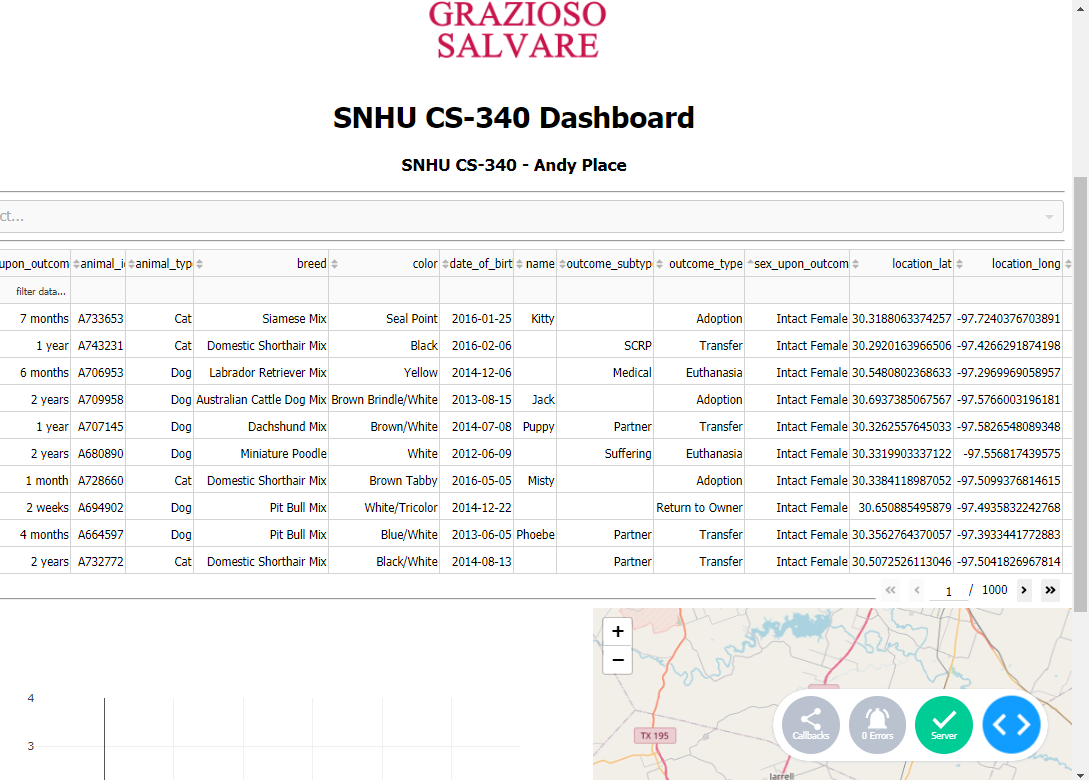 GRAZIOSO
SALVARE
SNHU CS-340 Dashboard
SNHU CS-340 - Andy Place
ct...
upon_outcom animal_i animal_typ breed color date_of_birt name outcome_subtyp outcome_type sex_upon_outcom location_lat location_long
filter data...
7 months A733653 Cat Siamese Mix Seal Point 2016-01-25 Kitty Adoption Intact Female 30.3188063374257 -97.7240376703891
1 year A743231 Cat Domestic Shorthair Mix Black 2016-02-06 SCRP Transfer Intact Female 30.2920163966506 -97.4266291874198
6 months A706953 Dog Labrador Retriever Mix Yellow 2014-12-06 Medical Euthanasia Intact Female 30.5480802368633 -97.2969969058957
2 years A709958 Dog Australian Cattle Dog Mix Brown Brindle/White 2013-08-15 Jack Adoption Intact Female 30.6937385067567 -97.5766003196181
1 year A707145 Dog Dachshund Mix Brown/White 2014-07-08 Puppy Partner Transfer Intact Female 30.3262557645033 -97.5826548089348
2 years A680890 Dog Miniature Poodle White 2012-06-09 Suffering Euthanasia Intact Female 30.3319903337122 -97.556817439575
1 month A728660 Cat Domestic Shorthair Mix Brown Tabby 2016-05-05 Misty Adoption Intact Female 30.3384118987052 -97.5099376814615
2 weeks A694902 Dog Pit Bull Mix White/Tricolor 2014-12-22 Return to Owner Intact Female 30.650885495879 -97.4935832242768
4 months A664597 Dog Pit Bull Mix Blue/White 2013-06-05 Phoebe Partner Transfer Intact Female 30.3562764370057 -97.3933441772883
2 years A732772 Cat Domestic Shorthair Mix Black/White 2014-08-13 Partner Transfer Intact Female 30.5072526113046 -97.5041826967814
1 / 1000
+
−
4
3
TX 195
Jarrell
Callbacks
0 Errors
Server